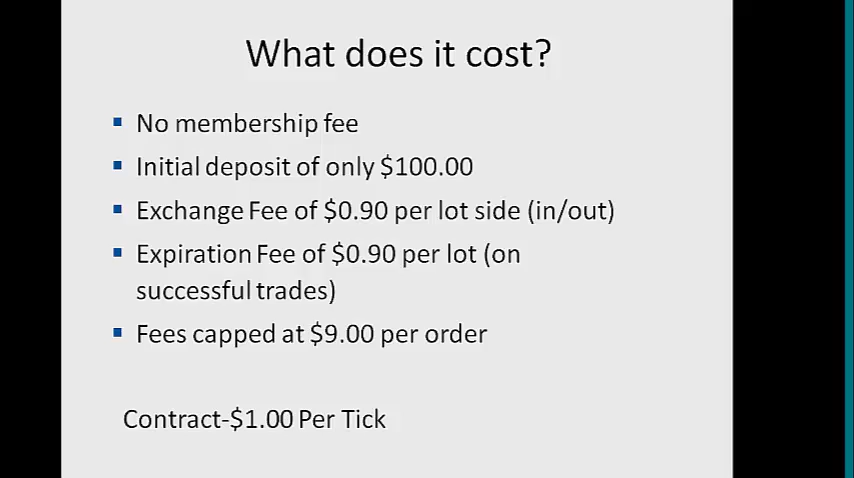 What does it cost?
No membership fee
Initial deposit of only $100.00
Exchange Fee of $0.90 per lot side (in/out)
Expiration Fee of $0.90 per lot (on
successful trades)
Fees capped at $9.00 per order
Contract-$1.00 Per Tick